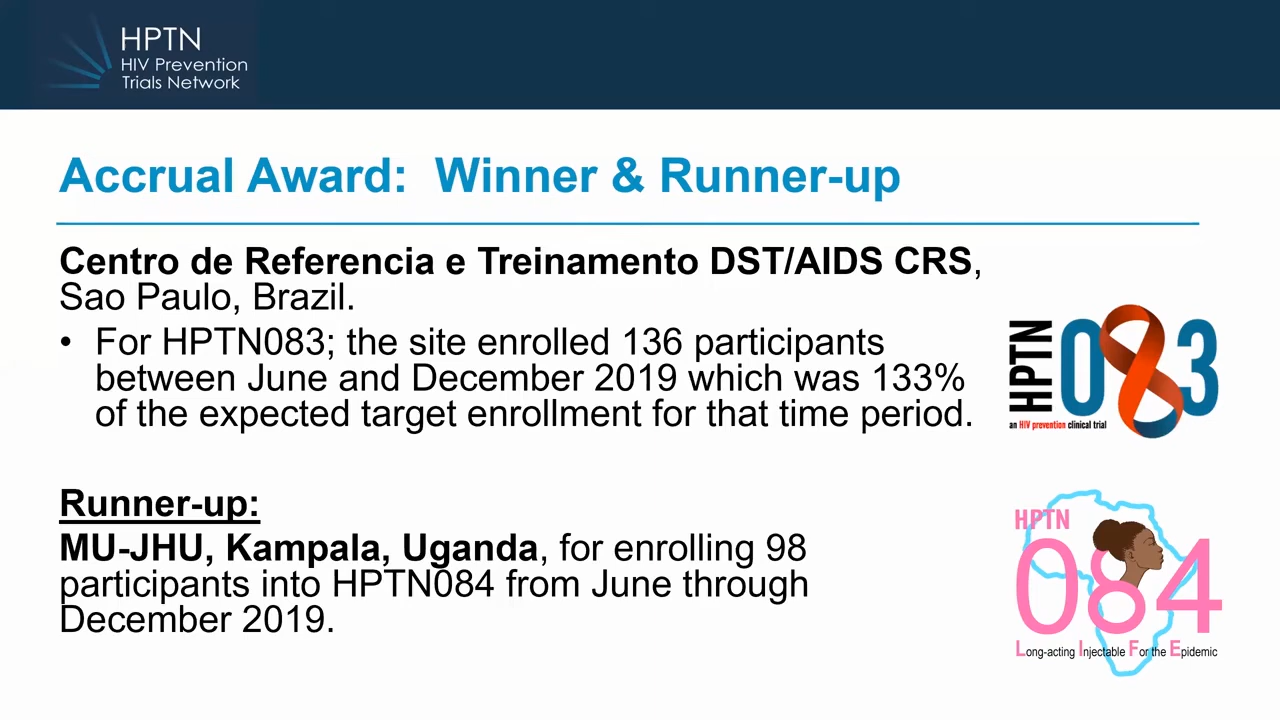 HPTN
HIV Prevention
Trials Network
Accrual Award:  Winner & Runner-up
Centro de Referencia e Treinamento DST/AIDS CRS,
Sao Paulo, Brazil.
• For HPTN083; the site enrolled 136 participants
between June and December 2019 which was 133%
of the expected target enrollment for that time period.
HPTN 083
an HIV prevention clinical trial
Runner-up:
MU-JHU, Kampala, Uganda, for enrolling 98
participants into HPTN084 from June through
December 2019.
HPTN
084
Long-acting Injectable For the Epidemic